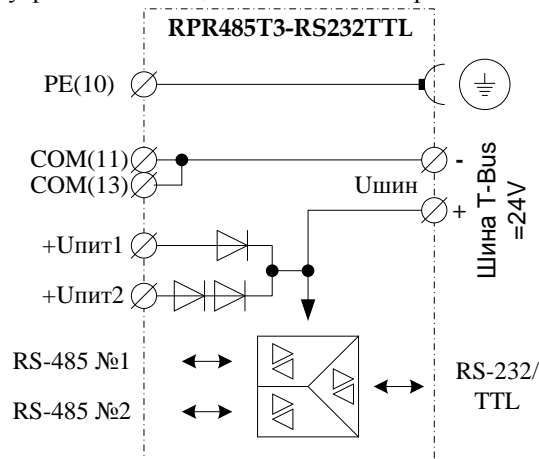 RPR485T3-RS232TTL
PE(10)
COM(11)
COM(13)
-
Uшин
+
Шина T-Bus
=24V
+Uпит1
+Uпит2
RS-485 №1
RS-485 №2
RS-232/
TTL